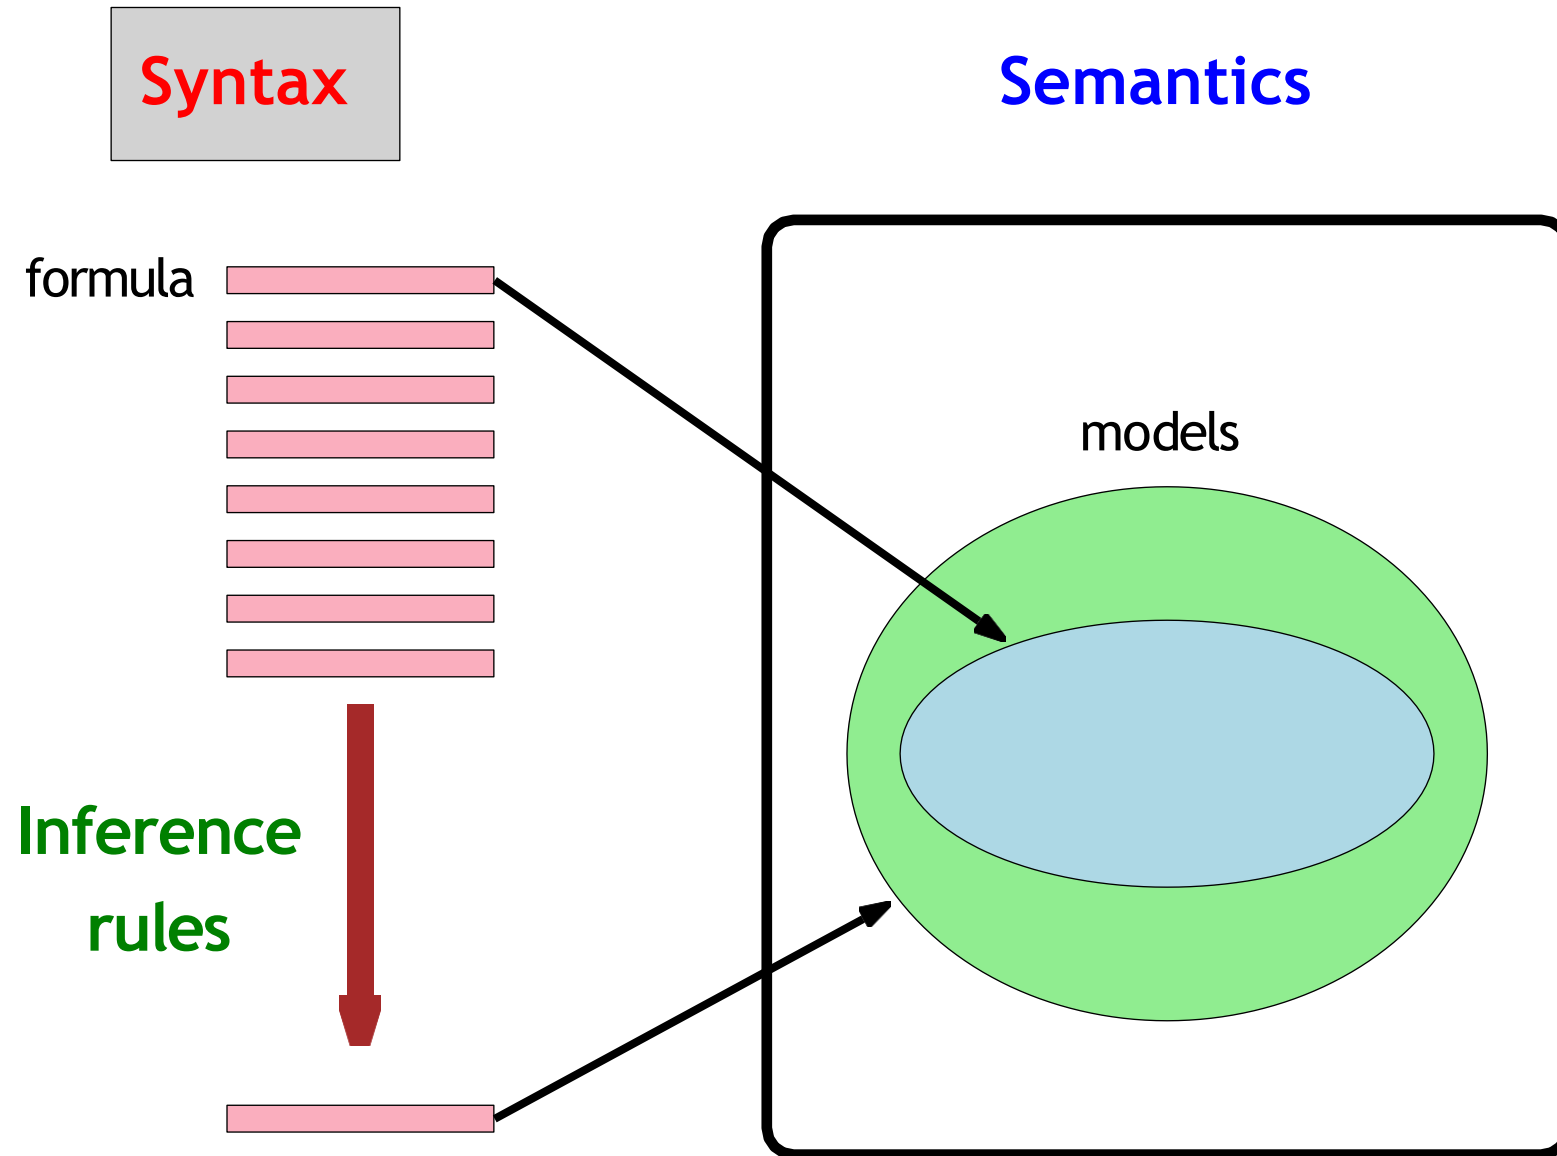 Syntax
Semantics
formula
models
Inference
rules